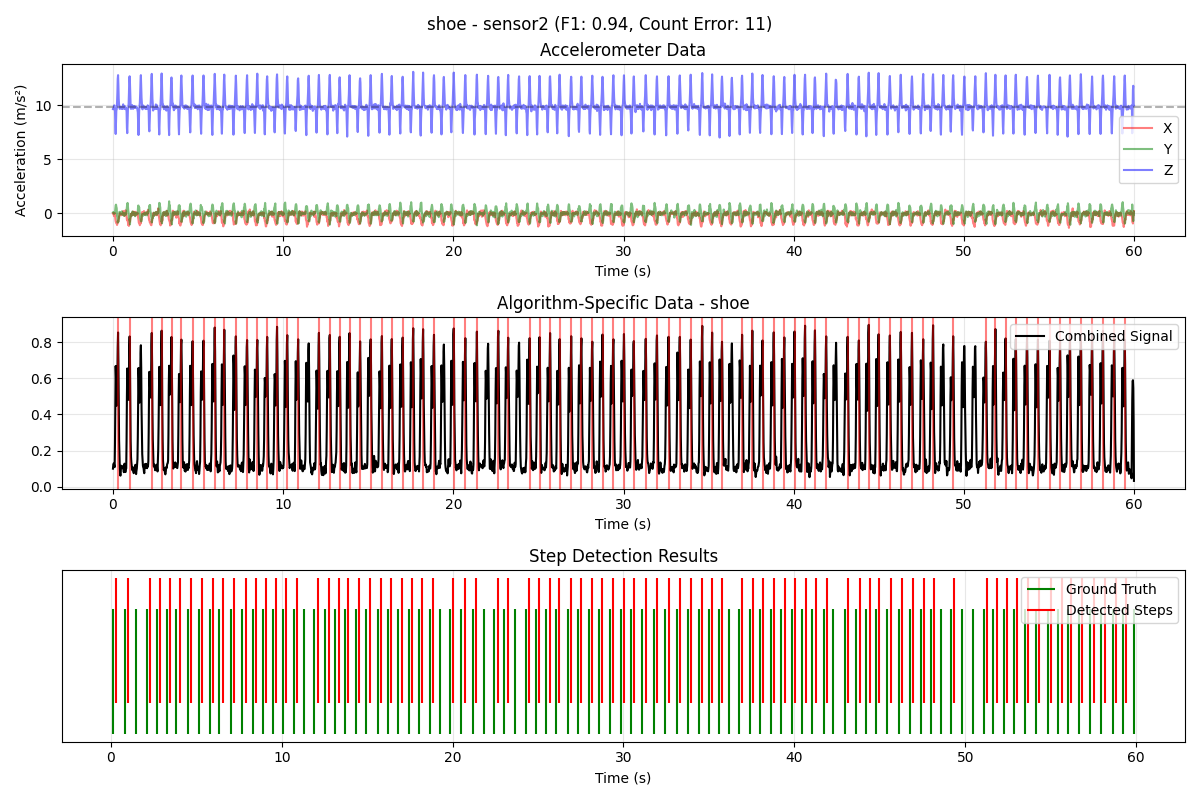 shoe - sensor2 (F1: 0.94, Count Error: 11)
Accelerometer Data
Acceleration (m/s²)
10
5
0
X
Y
Z
0 10 20 30 40 50 60
Time (s)
Algorithm-Specific Data - shoe
0.8
0.6
0.4
0.2
0.0
Combined Signal
0 10 20 30 40 50 60
Time (s)
Step Detection Results
Ground Truth
Detected Steps
0 10 20 30 40 50 60
Time (s)